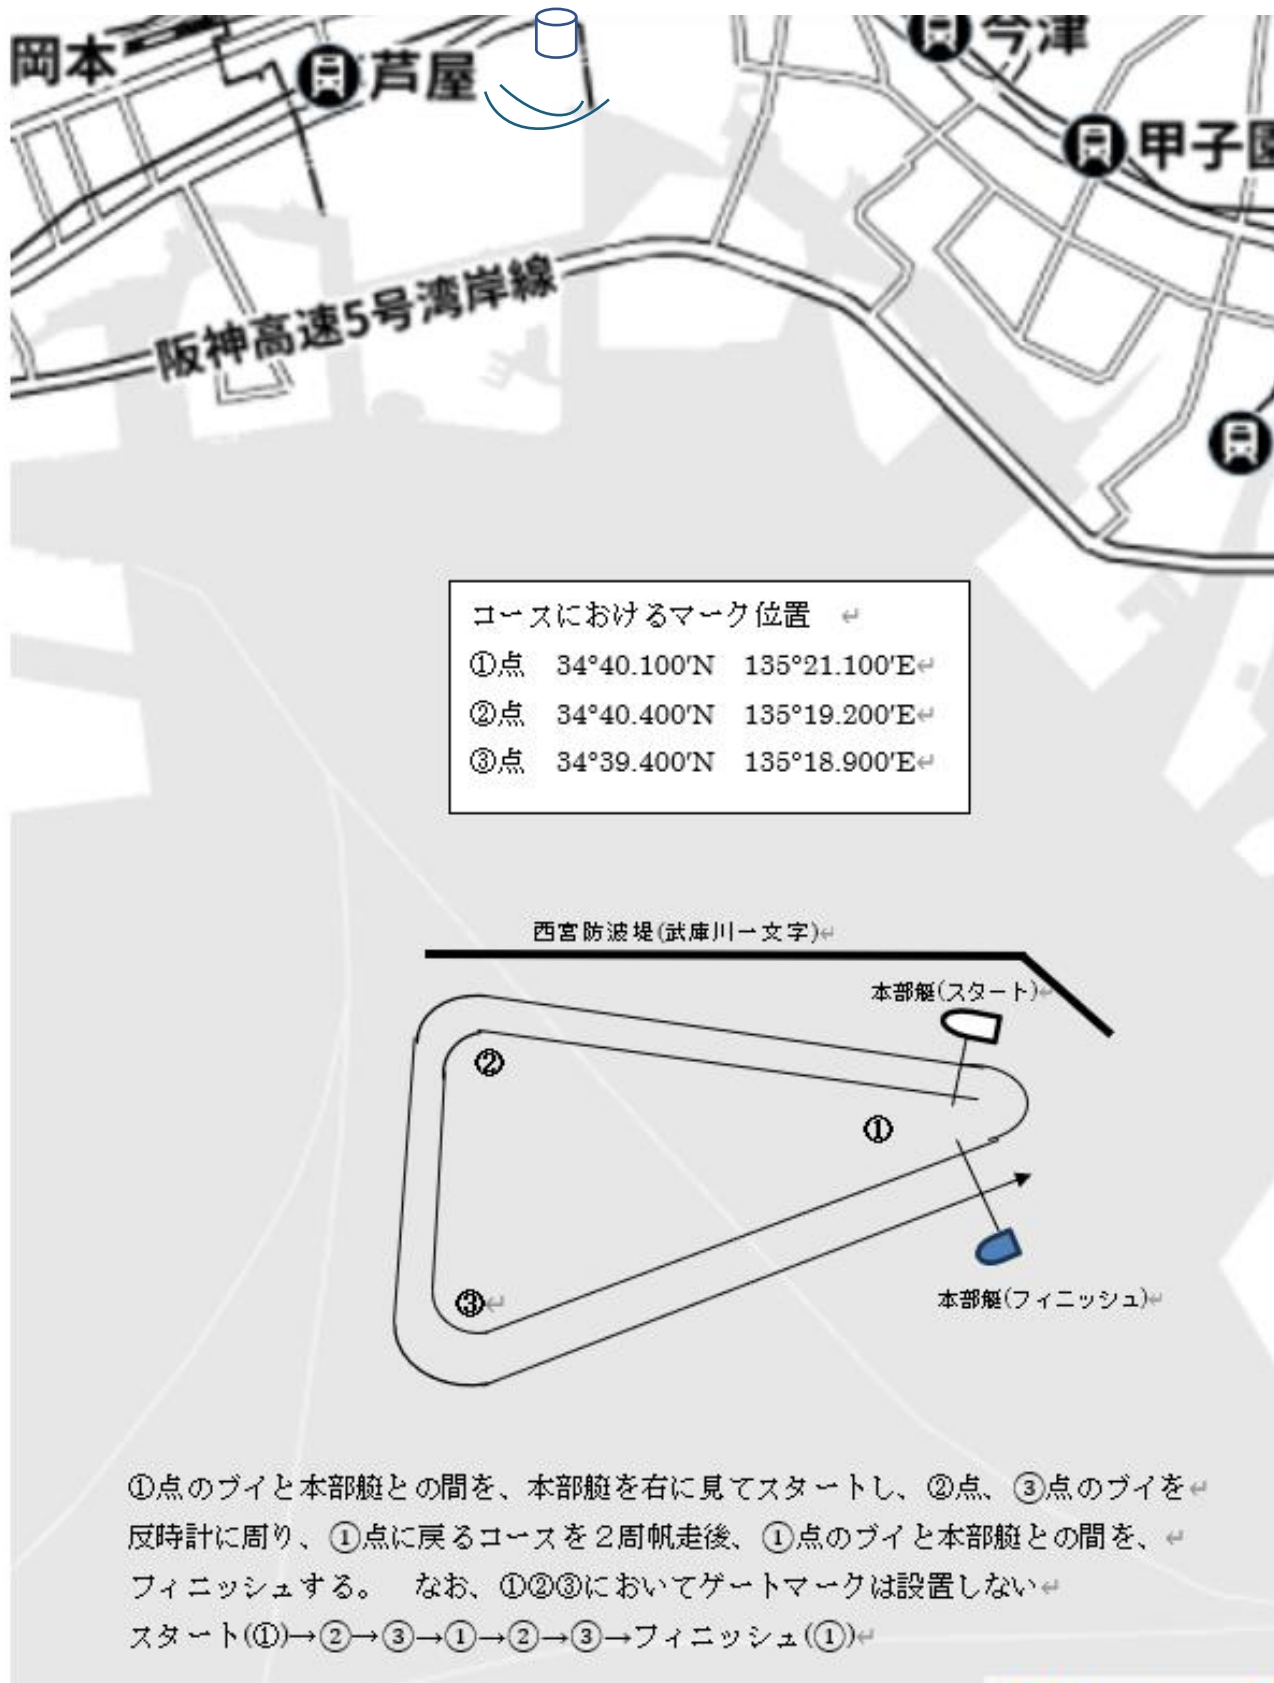 岡本
芦屋
今津
甲子園
阪神高速5号湾岸線
コースにおけるマーク位置
①点 34°40.100'N 135°21.100'E
②点 34°40.400'N 135°19.200'E
③点 34°39.400'N 135°18.900'E
西宮防波堤(武庫川一文字)
本部艇(スタート)
②
①
③
本部艇(フィニッシュ)
①点のブイと本部艇との間を、本部艇を右に見てスタートし、②点、③点のブイを
反時計に周り、①点に戻るコースを２周帆走後、①点のブイと本部艇との間を、
フィニッシュする。　なお、①②③においてゲートマークは設置しない
スタート(①)→②→③→①→②→③→フィニッシュ(①)